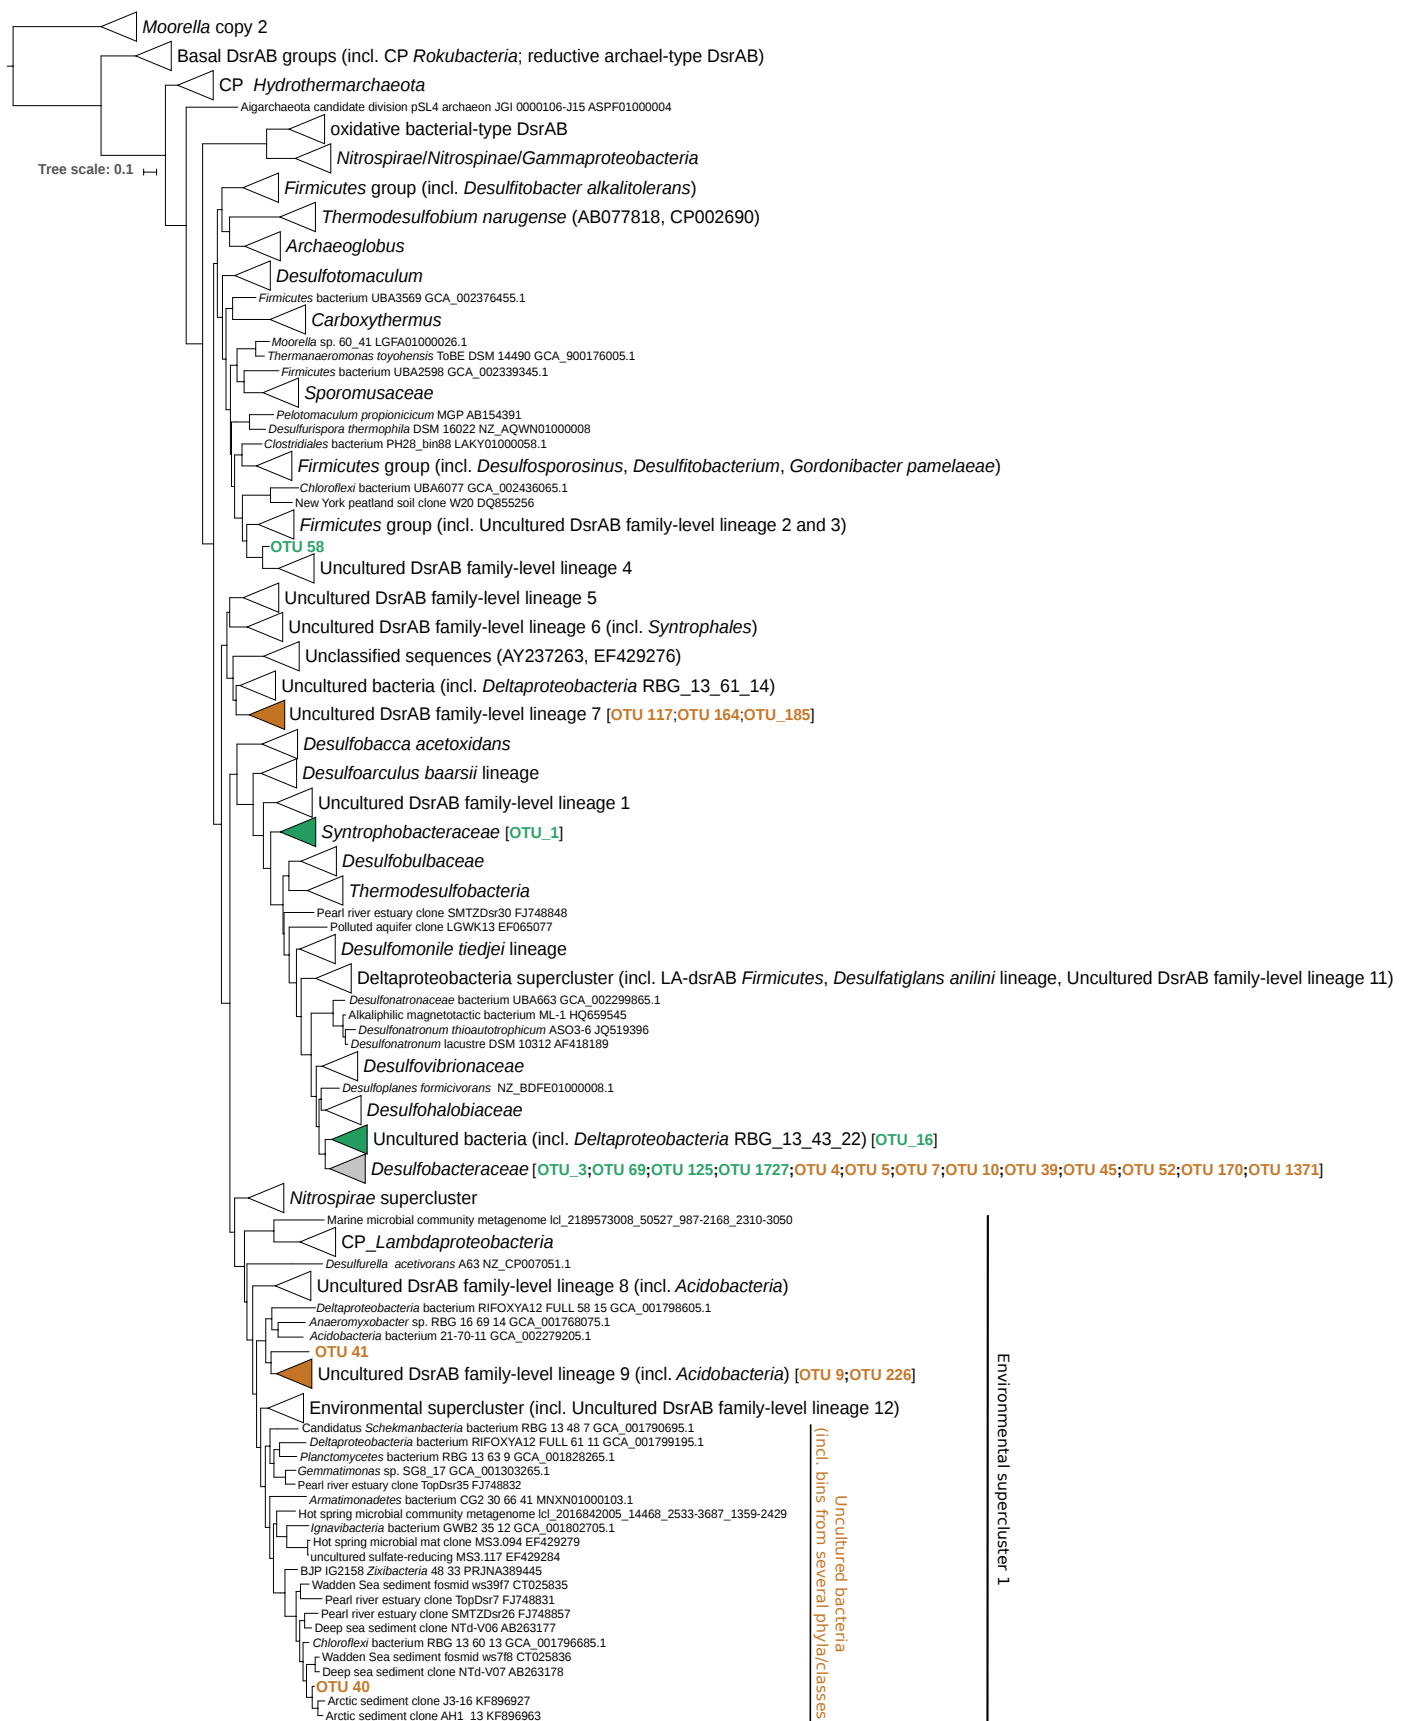 Moorella copy 2
Basal DsrAB groups (incl. CP Rokubacteria; reductive archael-type DsrAB)
CP Hydrothermarchaeota
Aigarchaeota candidate division pSL4 archaeon JGI 0000106-J15 ASPF01000004
oxidative bacterial-type DsrAB
Nitrospirae/Nitrospinae/Gammaproteobacteria
Tree scale: 0.1
Firmicutes group (incl. Desulfitobacter alkalitolerans)
Thermodesulfobium narugense (AB077818, CP002690)
Archaeoglobus
Desulfotomaculum
Firmicutes bacterium UBA3569 GCA_002376455.1
Carboxythermus
Moorella sp. 60_41 LGFA01000026.1
Thermanaeromonas toyohensis ToBE DSM 14490 GCA_900176005.1
Firmicutes bacterium UBA2598 GCA_002339345.1
Sporomusaceae
Pelotomaculum propionicicum MGP AB154391
Desulfurispora thermophila DSM 16022 NZ_AQWN01000008
Clostridiales bacterium PH28_bin88 LAKY01000058.1
Firmicutes group (incl. Desulfosporosinus, Desulfitobacterium, Gordonibacter pamelaeae)
Chloroflexi bacterium UBA6077 GCA_002436065.1
New York peatland soil clone W20 DQ855256
Firmicutes group (incl. Uncultured DsrAB family-level lineage 2 and 3)
OTU 58
Uncultured DsrAB family-level lineage 4
Uncultured DsrAB family-level lineage 5
Uncultured DsrAB family-level lineage 6 (incl. Syntrophales)
Unclassified sequences (AY237263, EF429276)
Uncultured bacteria (incl. Deltaproteobacteria RBG_13_61_14)
Uncultured DsrAB family-level lineage 7 [OTU 117;OTU 164;OTU_185]
Desulfobacca acetoxidans
Desulfoarculus baarsii lineage
Uncultured DsrAB family-level lineage 1
Syntrophobacteraceae [OTU_1]
Desulfobulbaceae
Thermodesulfobacteria
Pearl river estuary clone SMTZDsr30 FJ748848
Polluted aquifer clone LGWK13 EF065077
Desulfomonile tiedjei lineage
Deltaproteobacteria supercluster (incl. LA-dsrAB Firmicutes, Desulfatiglans anilini lineage, Uncultured DsrAB family-level lineage 11)
Desulfonatronaceae bacterium UBA663 GCA_002299865.1
Alkaliphilic magnetotactic bacterium ML-1 HQ659545
Desulfonatronum thioautotrophicum ASO3-6 JQ519396
Desulfonatronum lacustre DSM 10312 AF418189
Desulfovibrionaceae
Desulfoplanes formicivorans NZ_BDFE01000008.1
Desulfohalobiaceae
Uncultured bacteria (incl. Deltaproteobacteria RBG_13_43_22) [OTU_16]
Desulfobacteraceae [OTU_3;OTU 69;OTU 125;OTU 1727;OTU 4;OTU 5;OTU 7;OTU 10;OTU 39;OTU 45;OTU 52;OTU 170;OTU 1371]
Nitrospirae supercluster
Marine microbial community metagenome lcl_2189573008_50527_987-2168_2310-3050
CP_Lambdaproteobacteria
Desulfurella acetivorans A63 NZ_CP007051.1
Uncultured DsrAB family-level lineage 8 (incl. Acidobacteria)
Deltaproteobacteria bacterium RIFOXYA12 FULL 58 15 GCA_001798605.1
Anaeromyxobacter sp. RBG 16 69 14 GCA_001768075.1
Acidobacteria bacterium 21-70-11 GCA_002279205.1
OTU 41
Uncultured DsrAB family-level lineage 9 (incl. Acidobacteria) [OTU 9;OTU 226]
Environmental supercluster (incl. Uncultured DsrAB family-level lineage 12)
Candidatus Schekmanbacteria bacterium RBG 13 48 7 GCA_001790695.1
Deltaproteobacteria bacterium RIFOXYA12 FULL 61 11 GCA_001799195.1
Planctomycetes bacterium RBG 13 63 9 GCA_001828265.1
Gemmatimonas sp. SG8_17 GCA_001303265.1
Pearl river estuary clone TopDsr35 FJ748832
Armatimonadetes bacterium CG2 30 66 41 MNXN01000103.1
Hot spring microbial community metagenome lcl_2016842005_14468_2533-3687_1359-2429
Ignavibacteria bacterium GWB2 35 12 GCA_001802705.1
Hot spring microbial mat clone MS3.094 EF429279
uncultured sulfate-reducing MS3.117 EF429284
BJP IG2158 Zixibacteria 48 33 PRJNA389445
Wadden Sea sediment fosmid ws39f7 CT025835
Pearl river estuary clone TopDsr7 FJ748831
Pearl river estuary clone SMTZDsr26 FJ748857
Deep sea sediment clone NTd-V06 AB263177
Chloroflexi bacterium RBG 13 60 13 GCA_001796685.1
Wadden Sea sediment fosmid ws7f8 CT025836
Deep sea sediment clone NTd-V07 AB263178
OTU 40
Arctic sediment clone J3-16 KF896927
Arctic sediment clone AH1_13 KF896963
Uncultured bacteria
(incl. bins from several phyla/classes
Environmental supercluster 1